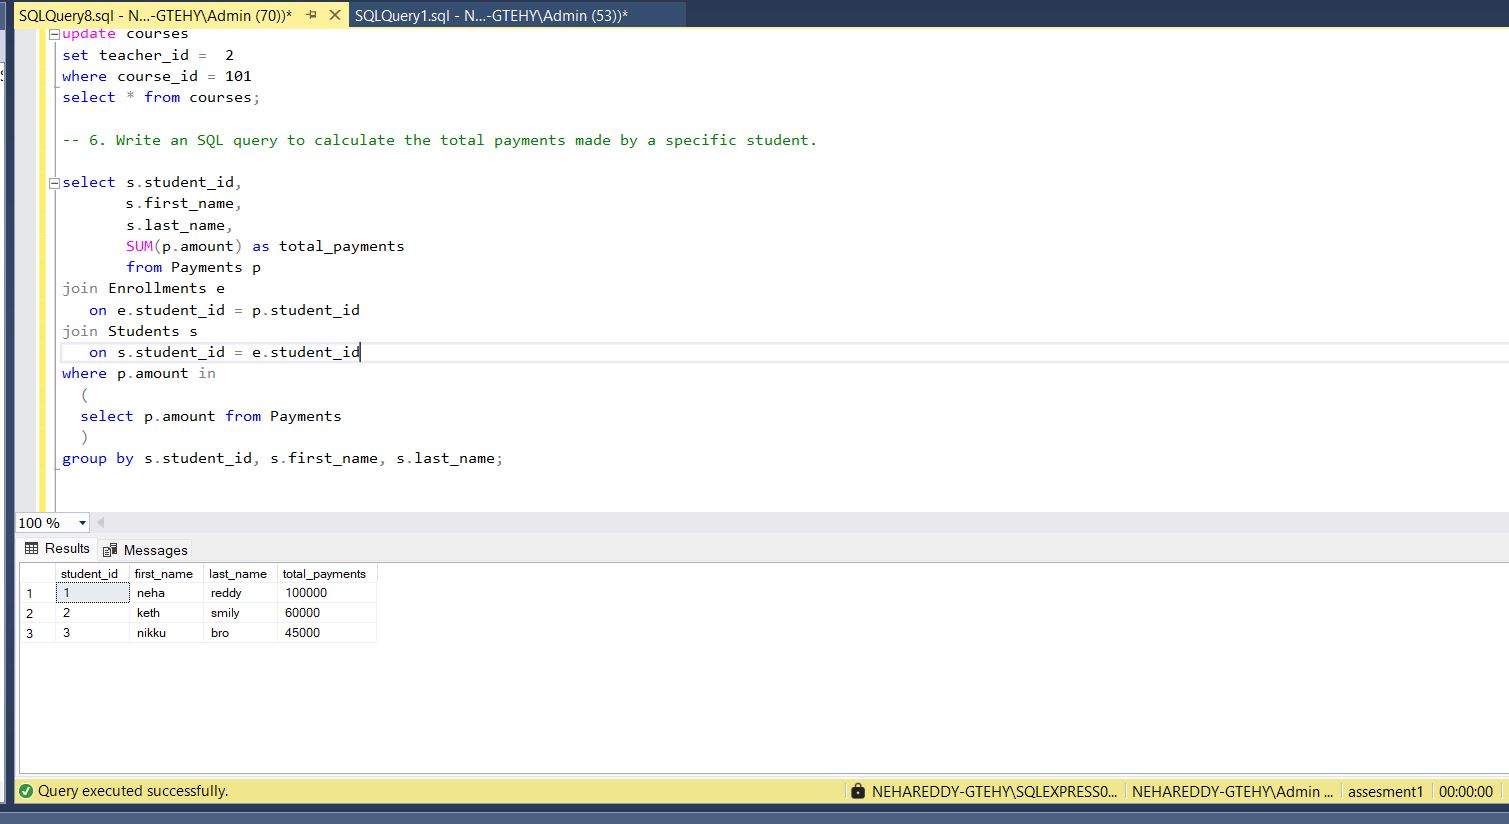 SQLQuery8.sql - N...-GTEHY\Admin (70))*
SQLQuery1.sql - N...-GTEHY\Admin (53))*
update courses
set teacher_id =  2
where course_id = 101
select * from courses;
-- 6. Write an SQL query to calculate the total payments made by a specific student.
select s.student_id,
s.first_name,
s.last_name,
SUM(p.amount) as total_payments
from Payments p
join Enrollments e
on e.student_id = p.student_id
join Students s
on s.student_id = e.student_id
where p.amount in
(
select p.amount from Payments
)
group by s.student_id, s.first_name, s.last_name;
100 %
Results Messages
student_id first_name last_name total_payments
1 1 neha reddy 100000
2 2 keth smily 60000
3 3 nikku bro 45000
Query executed successfully. NEHAREDDY-GTEHY\SQLEXPRESS0... NEHAREDDY-GTEHY\Admin ... assesment1 00:00:00